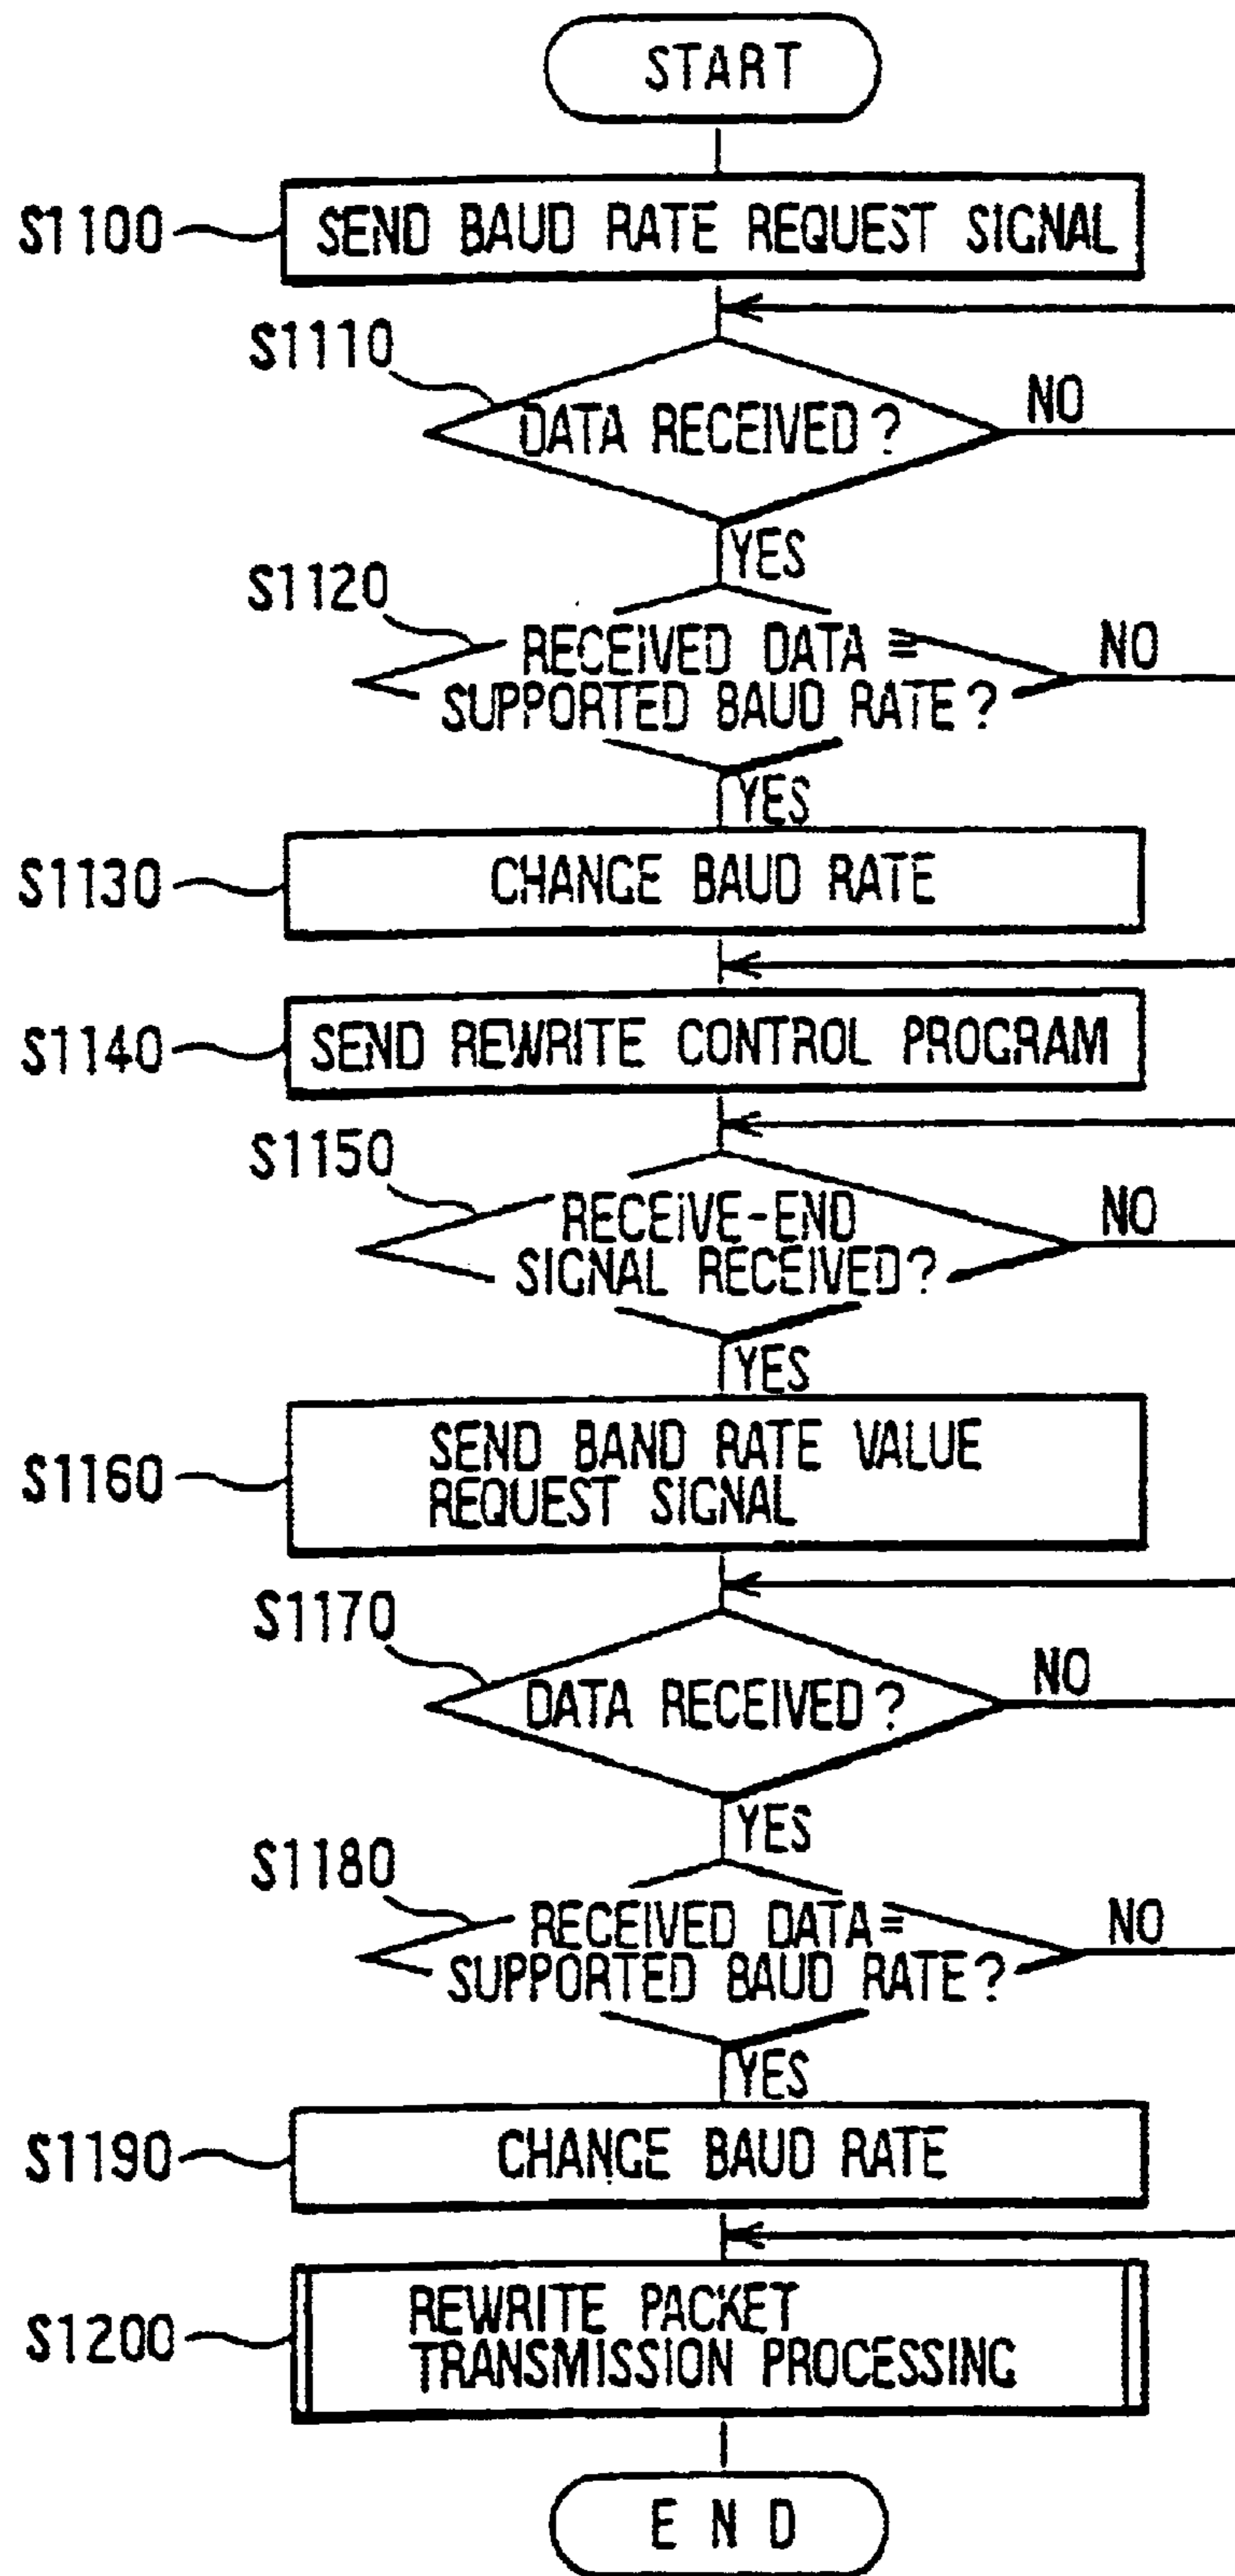 START
S1100
SEND BAUD RATE REQUEST SIGNAL
S1110
DATA RECEIVED?
NO
YES
S1120
RECEIVED DATA =
SUPPORTED BAUD RATE?
NO
YES
S1130
CHANGE BAUD RATE
S1140
SEND REWRITE CONTROL PROGRAM
S1150
RECEIVE-END
SIGNAL RECEIVED?
NO
YES
S1160
SEND BAND RATE VALUE
REQUEST SIGNAL
S1170
DATA RECEIVED?
NO
YES
S1180
RECEIVED DATA=
SUPPORTED BAUD RATE?
NO
YES
S1190
CHANGE BAUD RATE
S1200
REWRITE PACKET
TRANSMISSION PROCESSING
END